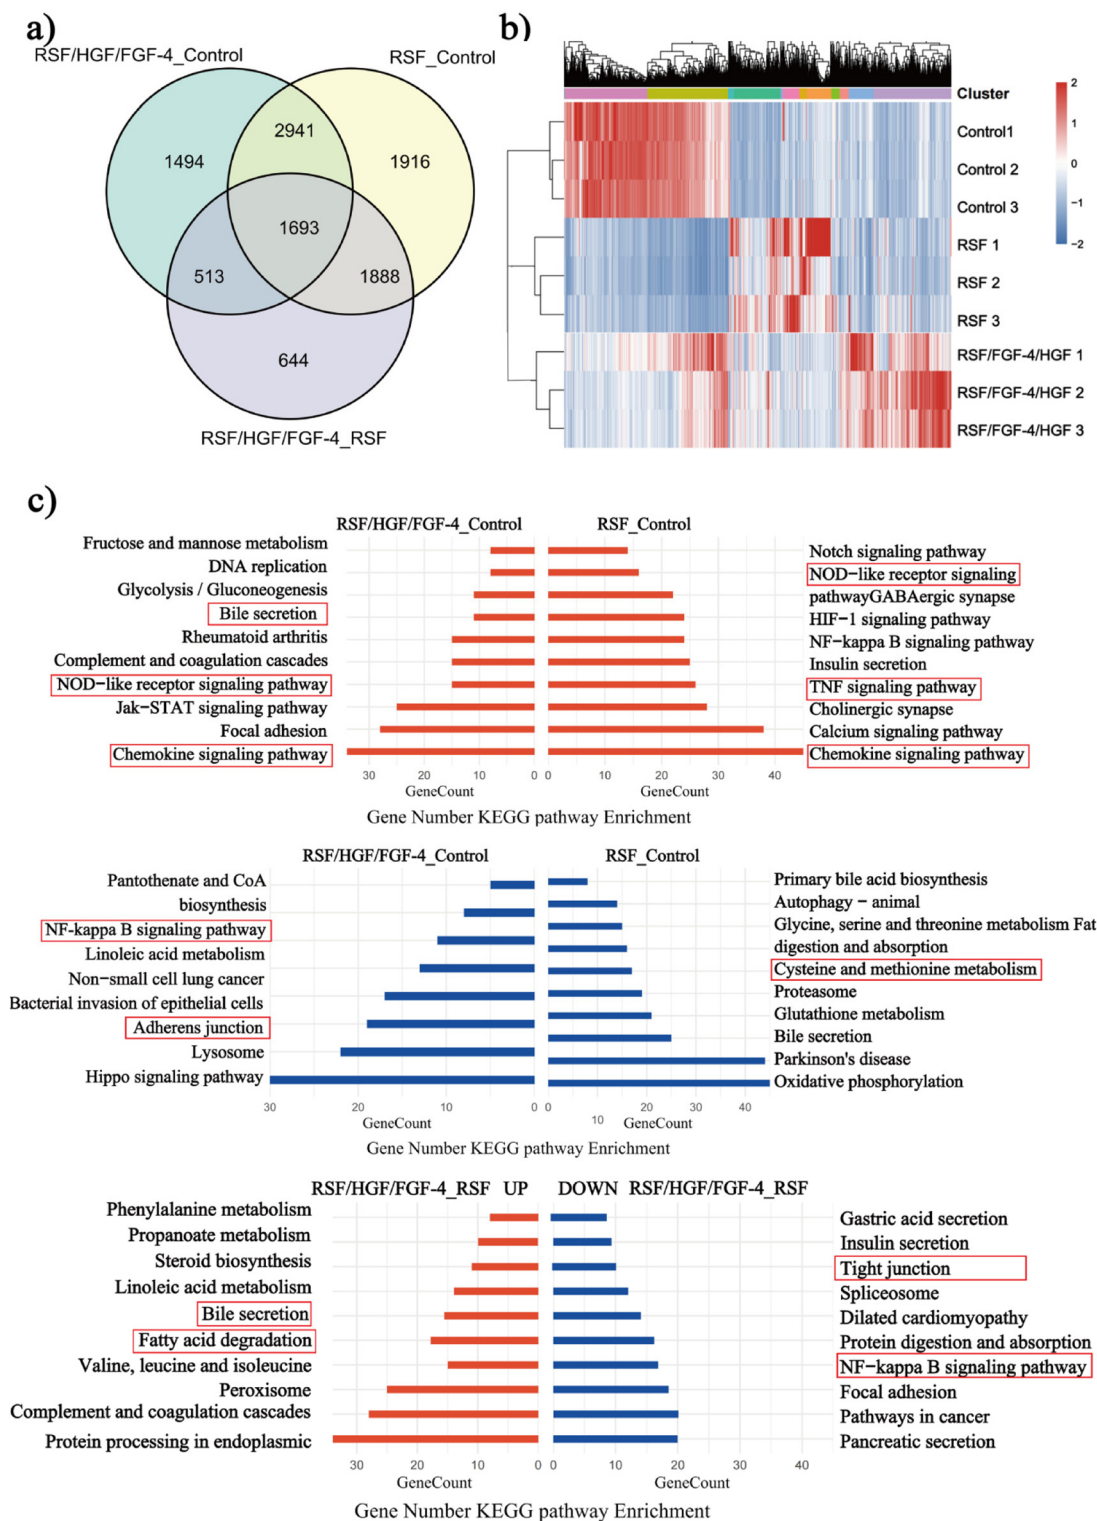 a)
RSF/HGF/FGF-4_Control
RSF_Control
2941
1494
1916
1693
513
1888
644
RSF/HGF/FGF-4_RSF
b)
Cluster
Control1
Control 2
Control 3
RSF 1
RSF 2
RSF 3
RSF/FGF-4/HGF 1
RSF/FGF-4/HGF 2
RSF/FGF-4/HGF 3
2
1
0
−1
−2
c)
RSF/HGF/FGF-4_Control
RSF_Control
Fructose and mannose metabolism
DNA replication
Glycolysis / Gluconeogenesis
Bile secretion
Rheumatoid arthritis
Complement and coagulation cascades
NOD−like receptor signaling pathway
Jak−STAT signaling pathway
Focal adhesion
Chemokine signaling pathway
Notch signaling pathway
NOD−like receptor signaling
pathwayGABAergic synapse
HIF−1 signaling pathway
NF−kappa B signaling pathway
Insulin secretion
TNF signaling pathway
Cholinergic synapse
Calcium signaling pathway
Chemokine signaling pathway
30 20 10 0 0 10 20 30 40
GeneCount GeneCount
Gene Number KEGG pathway Enrichment
RSF/HGF/FGF-4_Control
RSF_Control
Pantothenate and CoA
biosynthesis
NF-kappa B signaling pathway
Linoleic acid metabolism
Non−small cell lung cancer
Bacterial invasion of epithelial cells
Adherens junction
Lysosome
Hippo signaling pathway
Primary bile acid biosynthesis
Autophagy − animal
Glycine, serine and threonine metabolism Fat
digestion and absorption
Cysteine and methionine metabolism
Proteasome
Glutathione metabolism
Bile secretion
Parkinson's disease
Oxidative phosphorylation
30 20 10 0 0 10 20 30 40
GeneCount GeneCount
Gene Number KEGG pathway Enrichment
RSF/HGF/FGF-4_RSF UP
DOWN RSF/HGF/FGF-4_RSF
Phenylalanine metabolism
Propanoate metabolism
Steroid biosynthesis
Linoleic acid metabolism
Bile secretion
Fatty acid degradation
Valine, leucine and isoleucine
Peroxisome
Complement and coagulation cascades
Protein processing in endoplasmic
Gastric acid secretion
Insulin secretion
Tight junction
Spliceosome
Dilated cardiomyopathy
Protein digestion and absorption
NF−kappa B signaling pathway
Focal adhesion
Pathways in cancer
Pancreatic secretion
30 20 10 0 0 10 20 30 40
GeneCount GeneCount
Gene Number KEGG pathway Enrichment